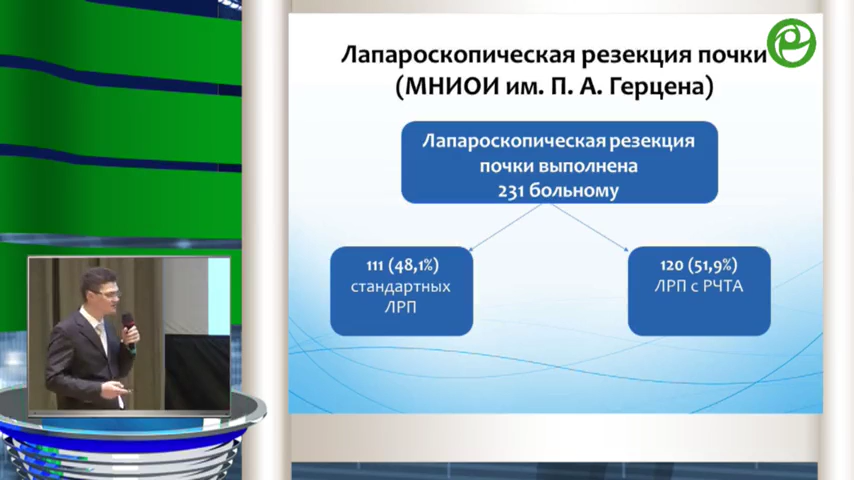 Лапароскопическая резекция почки
(МНИОИ им. П. А. Герцена)
Лапароскопическая резекция
почки выполнена
231 больному
111 (48,1%)
стандартных
ЛРП
120 (51,9%)
ЛРП с РЧТА